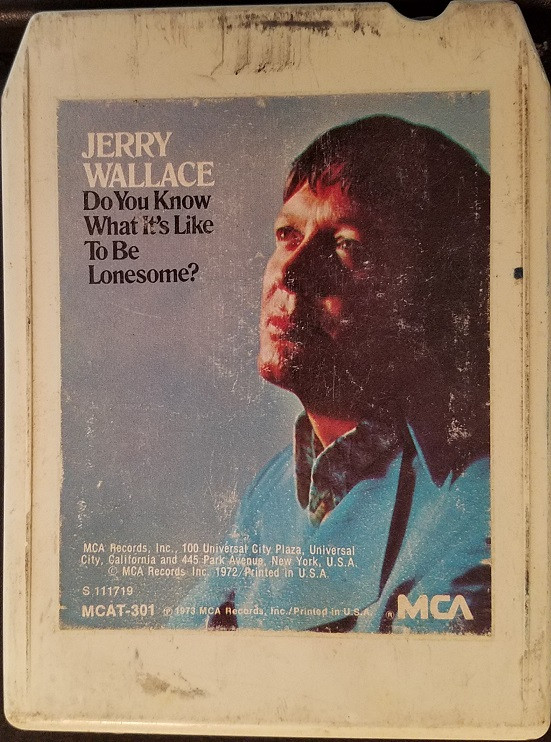 JERRY
WALLACE
Do You Know
What It's Like
To Be
Lonesome?
MCA Records, Inc., 100 Universal City Plaza, Universal
City, California and 445 Park Avenue, New York, U.S.A.
© MCA Records Inc. 1972/Printed in U.S.A.
S 111719
MCAT-301 ℗ 1973 MCA Records, Inc./Printed in U.S.A.
MCA